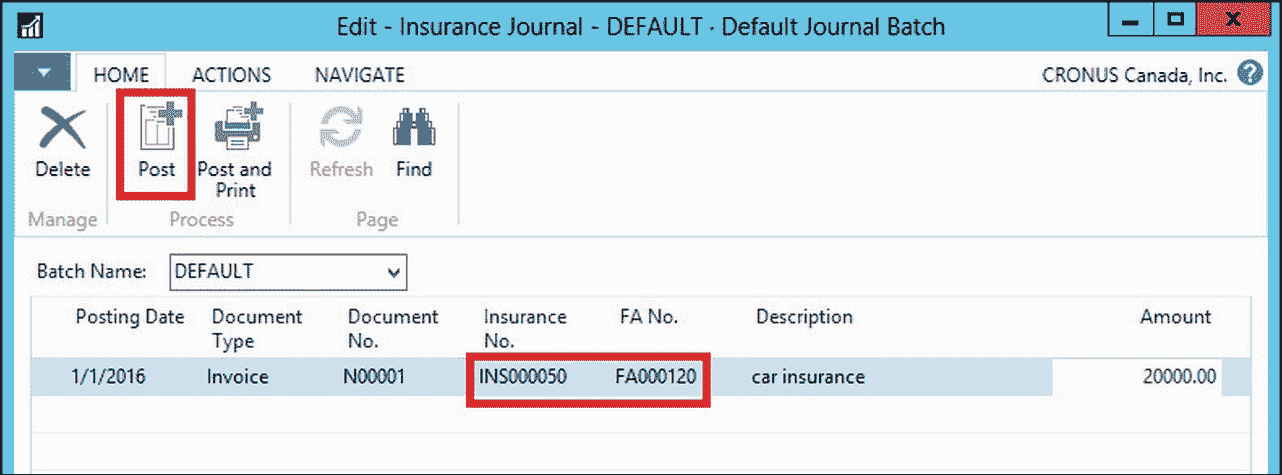 Edit - Insurance Journal - DEFAULT · Default Journal Batch
HOME ACTIONS NAVIGATE CRONUS Canada, Inc. ?
Delete Post Post and Print Refresh Find
Manage Process Page
Batch Name: DEFAULT
Posting Date Document Type Document No. Insurance No. FA No. Description Amount
1/1/2016 Invoice N00001 INS000050 FA000120 car insurance 20000.00